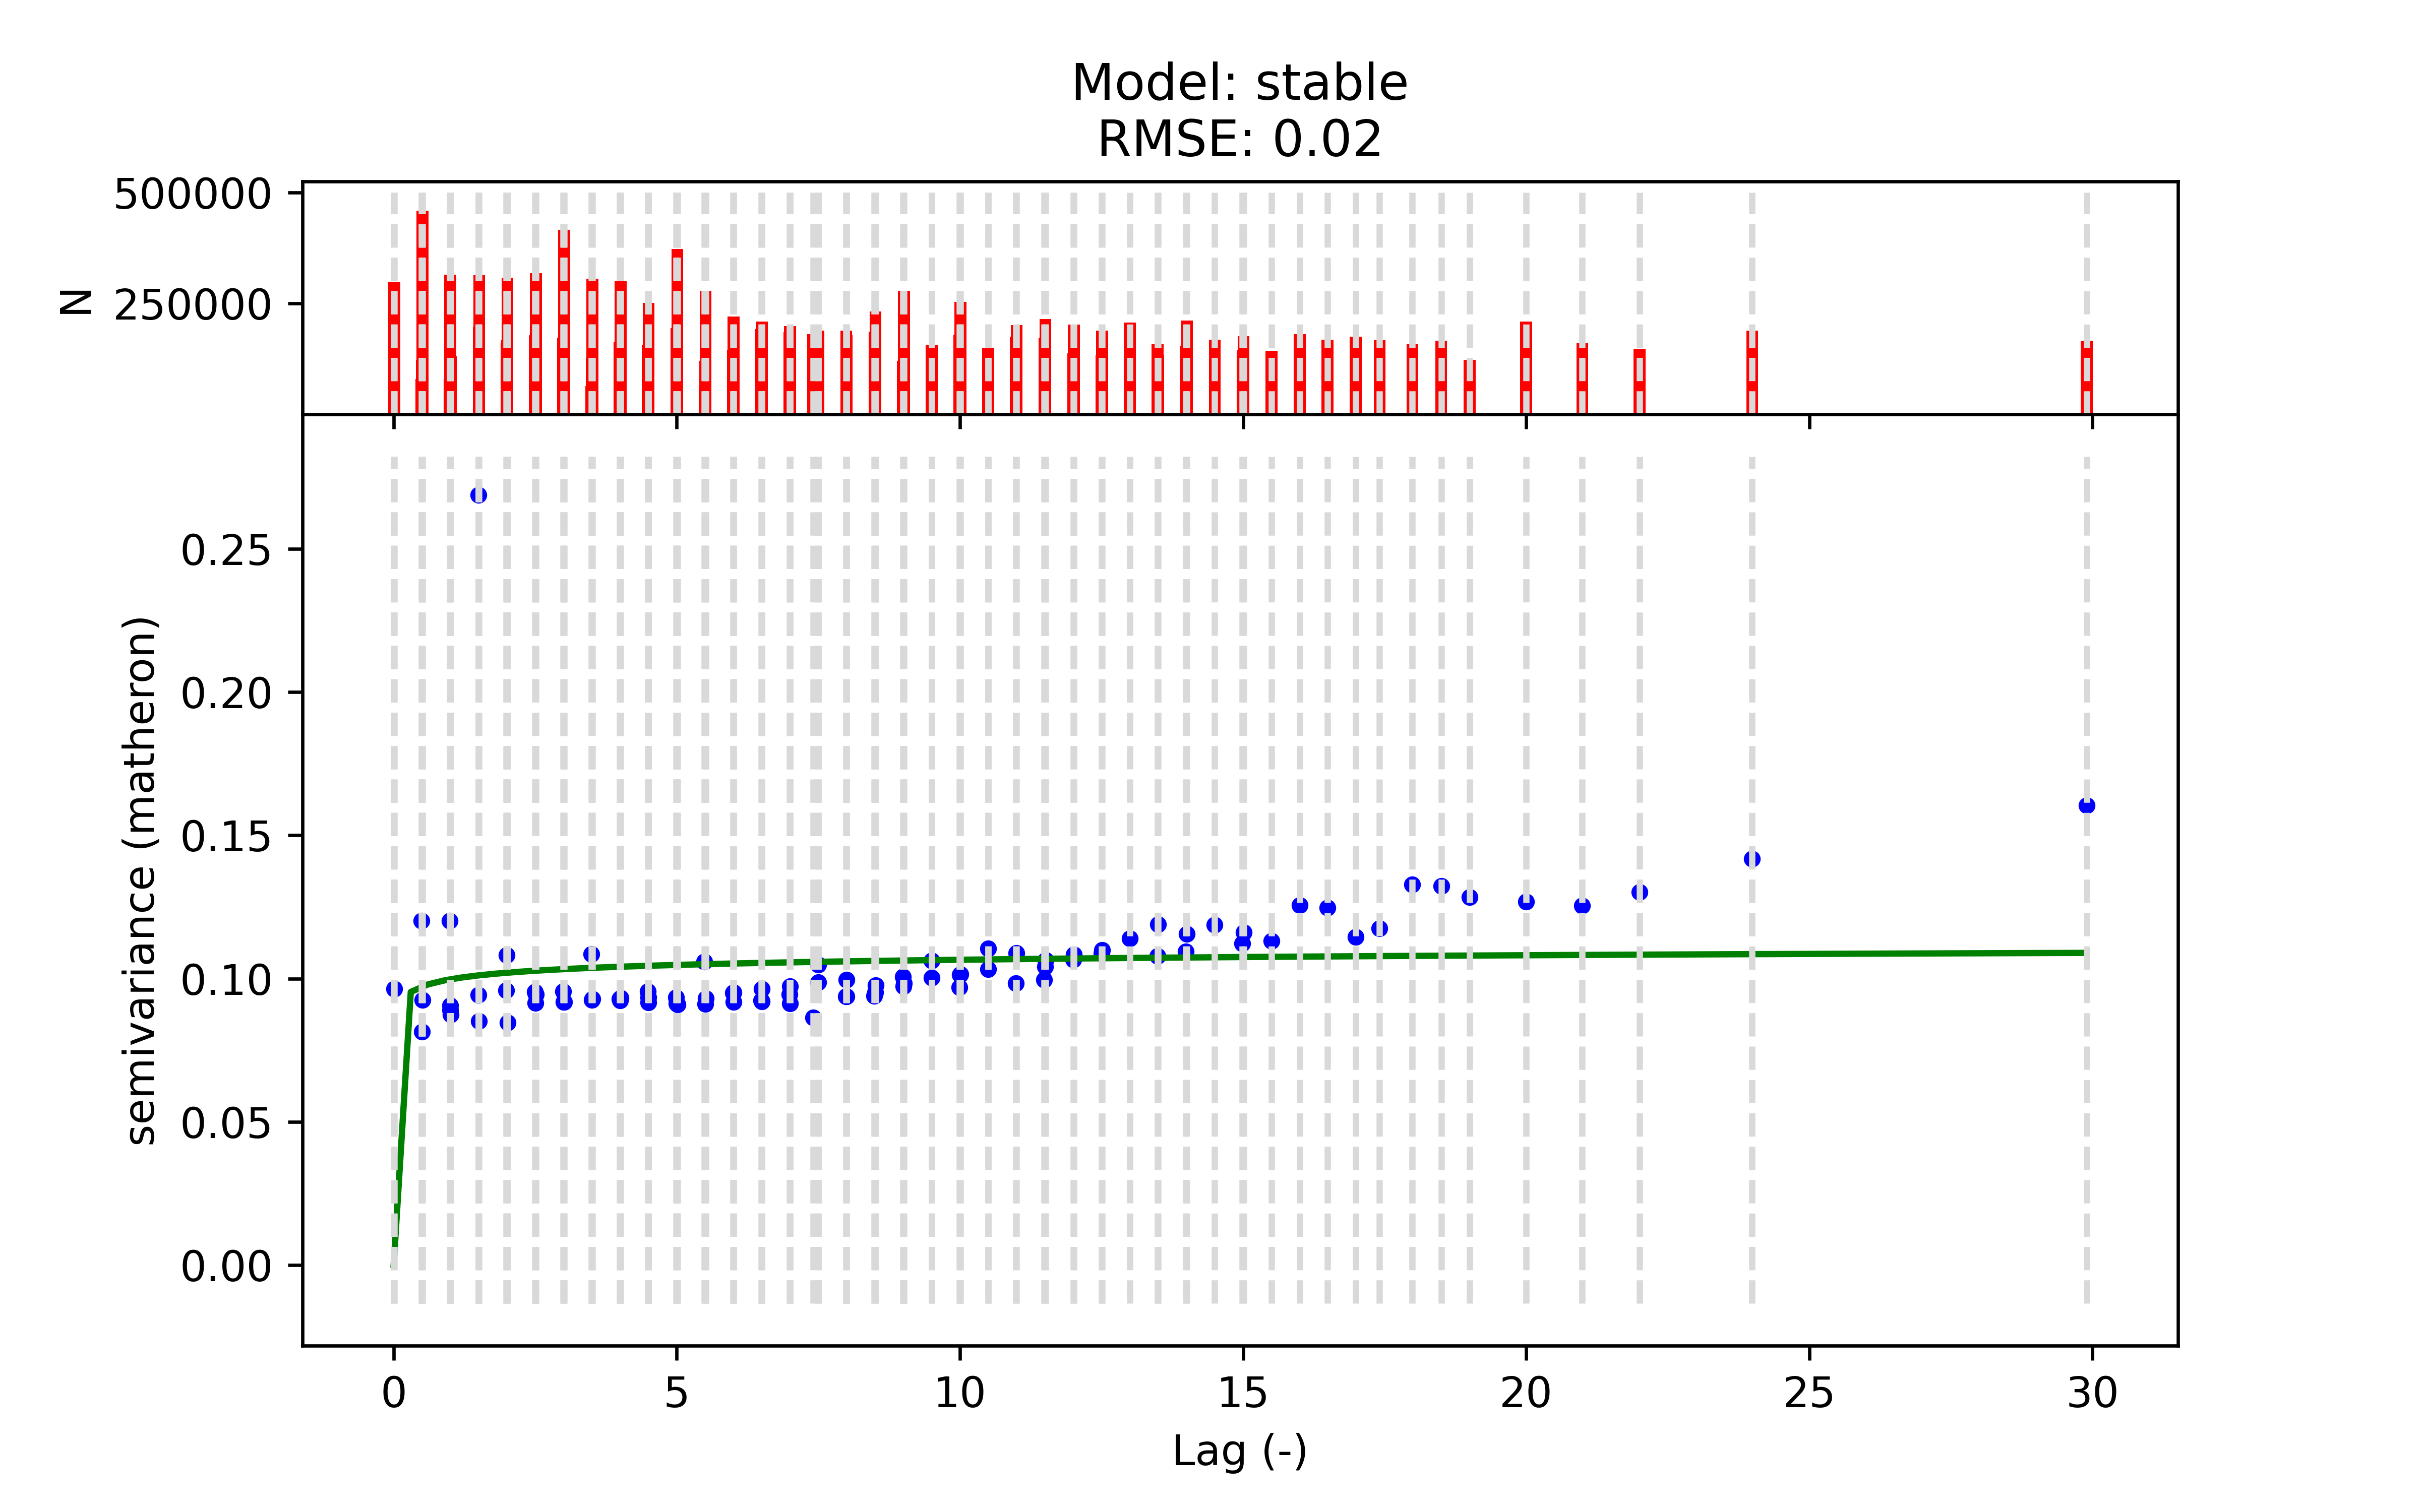 Model: stable
RMSE: 0.02
500000
250000
N
0.25
0.20
0.15
0.10
0.05
0.00
semivariance (matheron)
0 5 10 15 20 25 30
Lag (-)